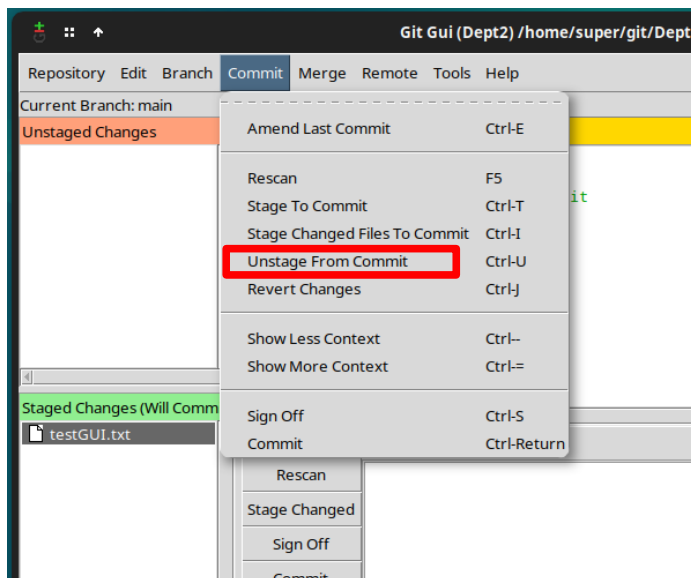 Git Gui (Dept2) /home/super/git/Dept
Repository Edit Branch Commit Merge Remote Tools Help
Current Branch: main
Unstaged Changes
Amend Last Commit Ctrl-E
Rescan F5
Stage To Commit Ctrl-T
it
Stage Changed Files To Commit Ctrl-I
Unstage From Commit Ctrl-U
Revert Changes Ctrl-J
Show Less Context Ctrl--
Show More Context Ctrl-=
Staged Changes (Will Comm
Sign Off Ctrl-S
testGUI.txt
Commit Ctrl-Return
Rescan
Stage Changed
Sign Off
Commit